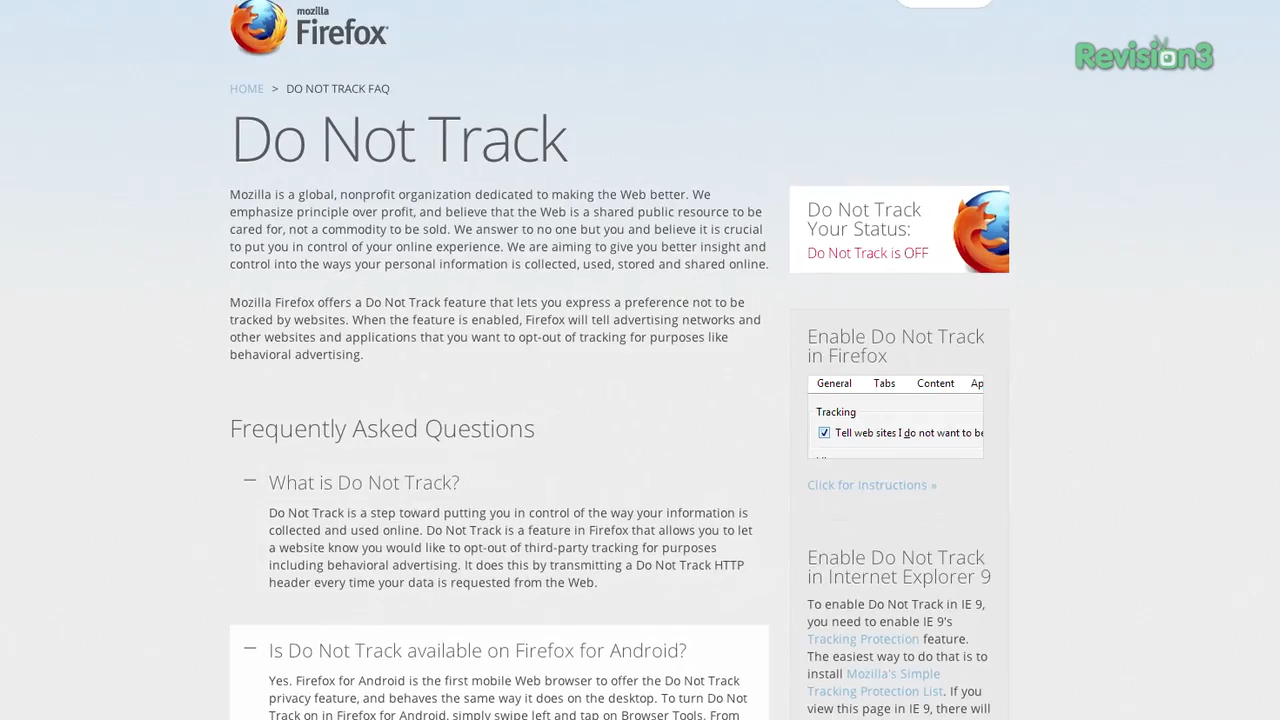 mozilla
Firefox
Revision3
HOME > DO NOT TRACK FAQ
Do Not Track
Mozilla is a global, nonprofit organization dedicated to making the Web better. We
emphasize principle over profit, and believe that the Web is a shared public resource to be
cared for, not a commodity to be sold. We answer to no one but you and believe it is crucial
to put you in control of your online experience. We are aiming to give you better insight and
control into the ways your personal information is collected, used, stored and shared online.
Mozilla Firefox offers a Do Not Track feature that lets you express a preference not to be
tracked by websites. When the feature is enabled, Firefox will tell advertising networks and
other websites and applications that you want to opt-out of tracking for purposes like
behavioral advertising.
Frequently Asked Questions
What is Do Not Track?
Do Not Track is a step toward putting you in control of the way your information is
collected and used online. Do Not Track is a feature in Firefox that allows you to let
a website know you would like to opt-out of third-party tracking for purposes
including behavioral advertising. It does this by transmitting a Do Not Track HTTP
header every time your data is requested from the Web.
Is Do Not Track available on Firefox for Android?
Yes. Firefox for Android is the first mobile Web browser to offer the Do Not Track
privacy feature, and behaves the same way it does on the desktop. To turn Do Not
Track on in Firefox for Android, simply swipe left and tap on Browser Tools. From
Do Not Track
Your Status:
Do Not Track is OFF
Enable Do Not Track
in Firefox
General Tabs Content Ap
Tracking
Tell web sites I do not want to be
Click for Instructions »
Enable Do Not Track
in Internet Explorer 9
To enable Do Not Track in IE 9,
you need to enable IE 9's
Tracking Protection feature.
The easiest way to do that is to
install Mozilla's Simple
Tracking Protection List. If you
view this page in IE 9, there will